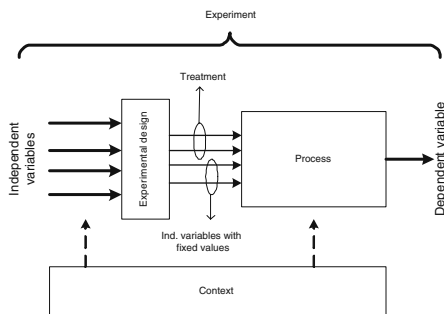 Experiment
Treatment
Independent
variables
Experimental design
Process
Dependent variable
Ind. variables with
fixed values
Context